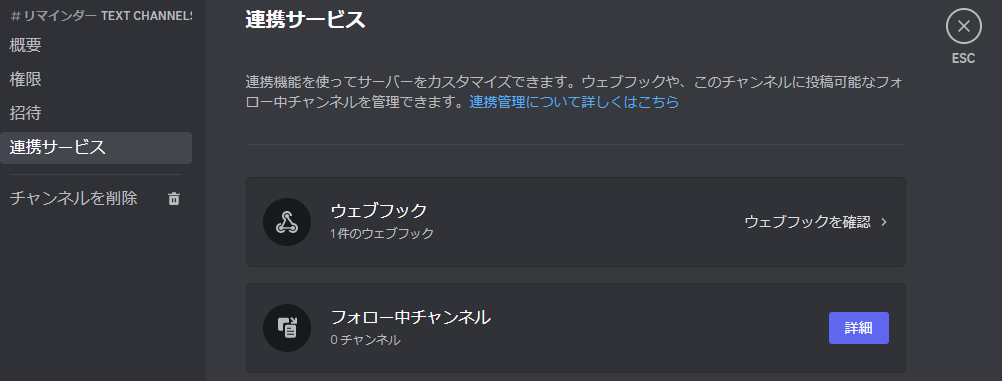 #リマインダー TEXT CHANNELS
概要
権限
招待
連携サービス
チャンネルを削除
連携サービス
ESC
連携機能を使ってサーバーをカスタマイズできます。ウェブフックや、このチャンネルに投稿可能なフォ
ロー中チャンネルを管理できます。連携管理について詳しくはこちら
ウェブフック
1件のウェブフック
ウェブフックを確認 >
フォロー中チャンネル
0 チャンネル
詳細